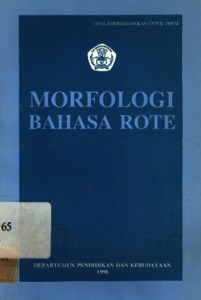 TIDAK DIPERDAGANGKAN UNTUK UMUM
MORFOLOGI
BAHASA ROTE
65
DEPARTEMEN PENDIDIKAN DAN KEBUDAYAAN
1998